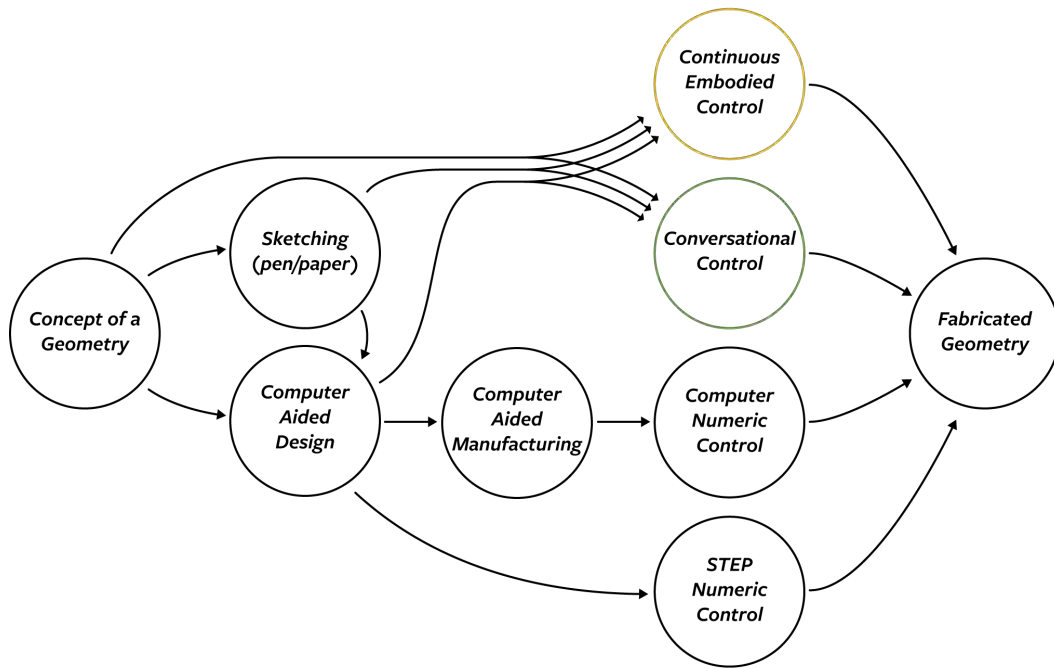 Continuous
Embodied
Control
Sketching
(pen/paper)
Conversational
Control
Concept of a
Geometry
Fabricated
Geometry
Computer
Aided
Design
Computer
Aided
Manufacturing
Computer
Numeric
Control
STEP
Numeric
Control